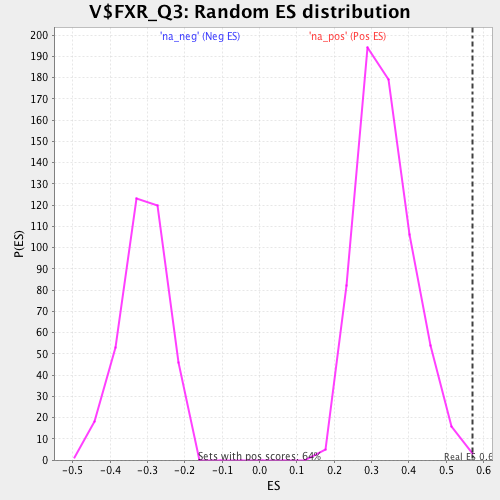 V$FXR_Q3: Random ES distribution
'na_neg' (Neg ES)
'na_pos' (Pos ES)
200
190
180
170
160
150
140
130
120
110
100
90
80
70
60
50
40
30
20
10
0
P(ES)
Sets with pos scores: 64%
Real ES 0.6
-0.5 -0.4 -0.3 -0.2 -0.1 0.0 0.1 0.2 0.3 0.4 0.5 0.6
ES